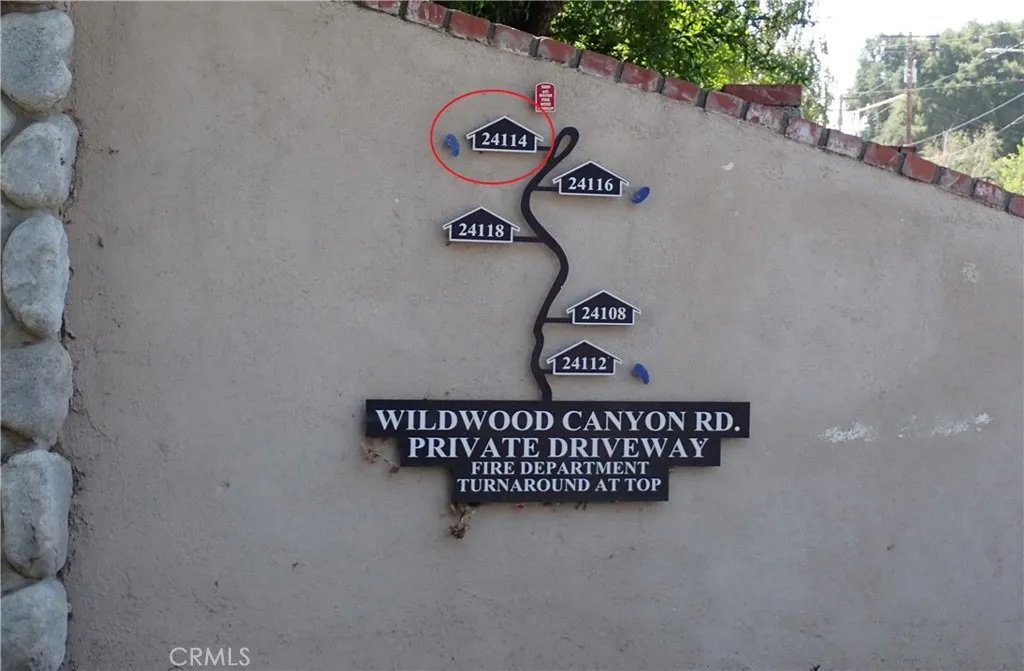 24114
24116
24118
24108
24112
WILDWOOD CANYON RD.
PRIVATE DRIVEWAY
FIRE DEPARTMENT
TURNAROUND AT TOP
CRMLS